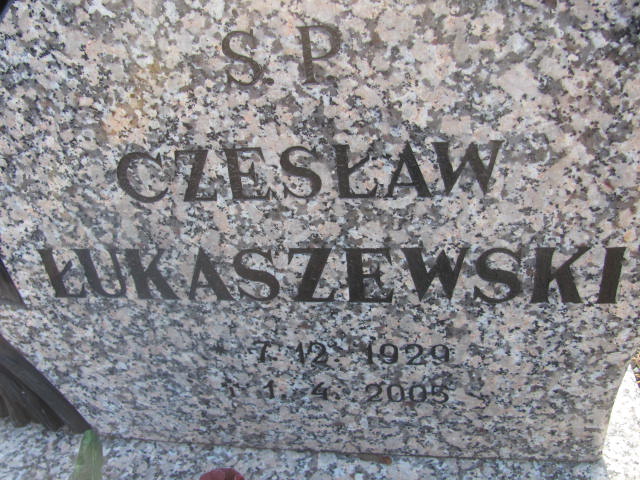 S.P.
CZESŁAW
ŁUKASZEWSKI
* 7. 12. 1929
† 1. 4. 2005